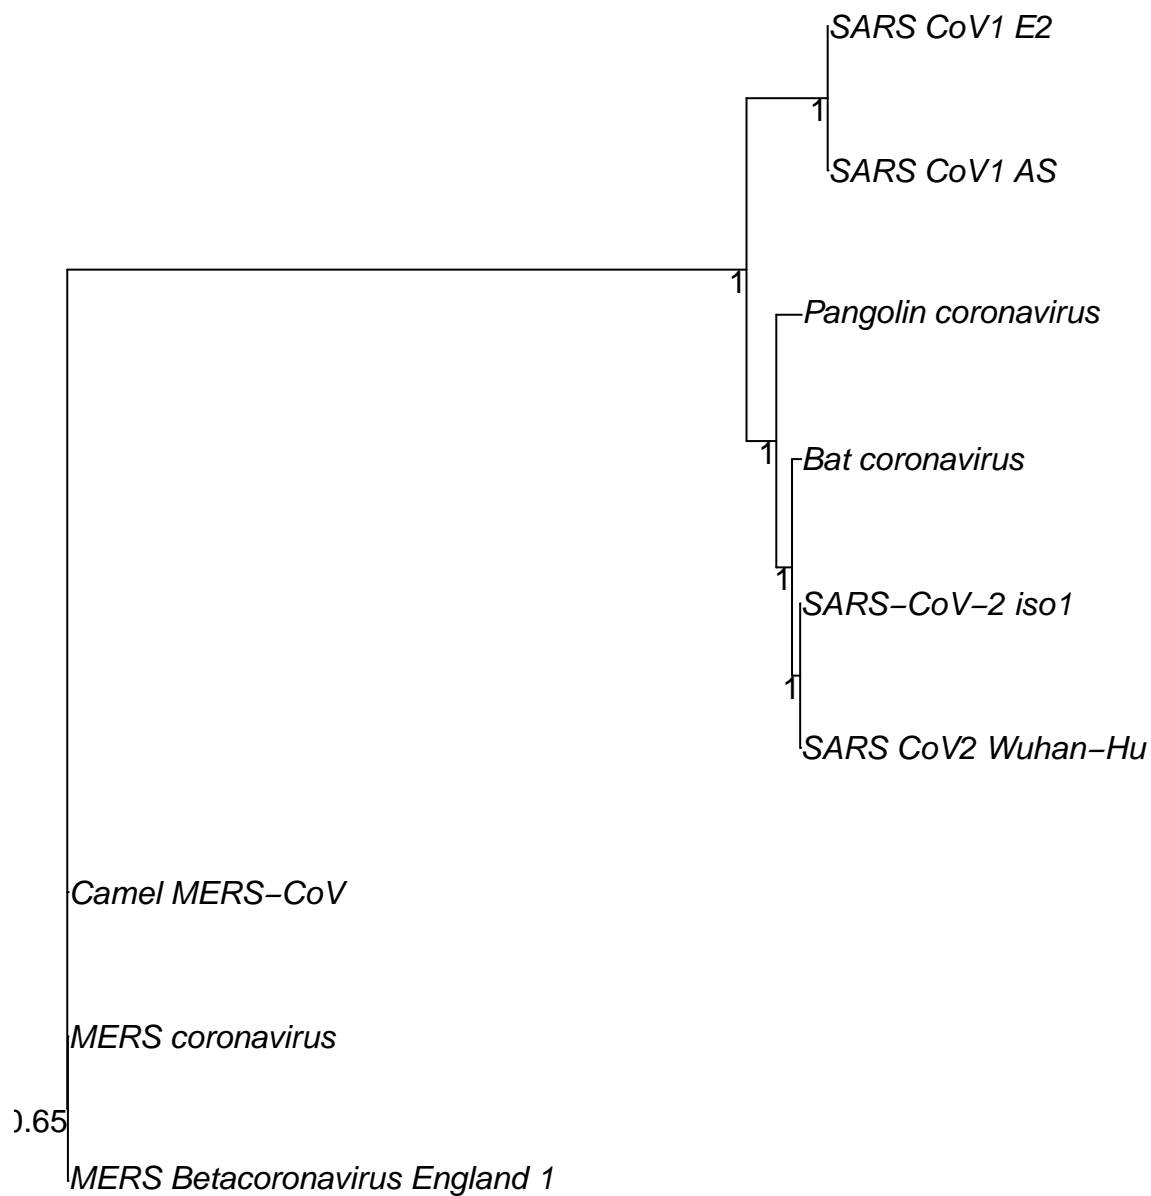 SARS CoV1 E2
1
SARS CoV1 AS
1
Pangolin coronavirus
1
Bat coronavirus
1
SARS−CoV−2 iso1
1
SARS CoV2 Wuhan−Hu
Camel MERS−CoV
MERS coronavirus
0.65
MERS Betacoronavirus England 1